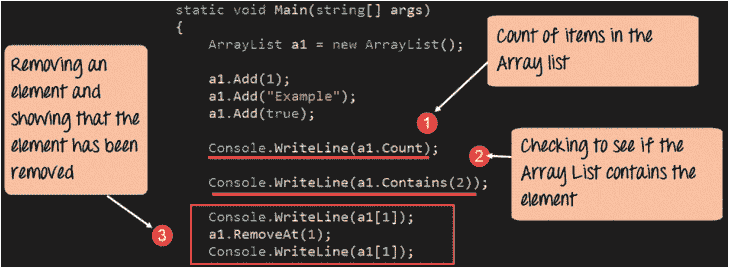 static void Main(string[] args)
{
ArrayList a1 = new ArrayList();
a1.Add(1);
a1.Add("Example");
a1.Add(true);
Console.WriteLine(a1.Count);
Console.WriteLine(a1.Contains(2));
Console.WriteLine(a1[1]);
a1.RemoveAt(1);
Console.WriteLine(a1[1]);
Count of items in the
Array list
1
Checking to see if the
Array List contains the
element
2
Removing an
element and
showing that the
element has been
removed
3